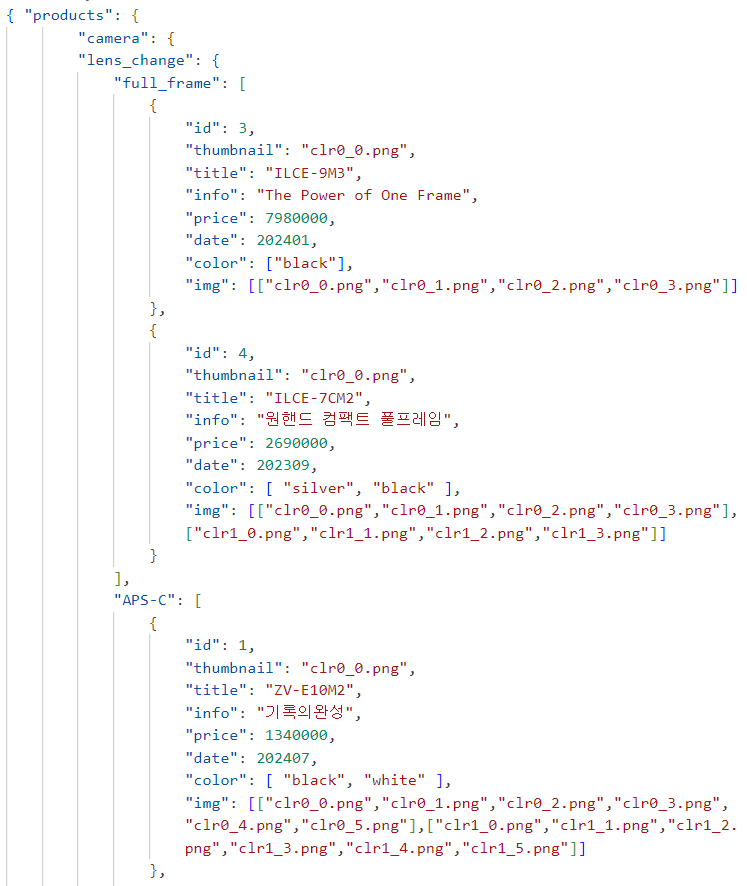 { "products": {
"camera": {
"lens_change": {
"full_frame": [
{
"id": 3,
"thumbnail": "clr0_0.png",
"title": "ILCE-9M3",
"info": "The Power of One Frame",
"price": 7980000,
"date": 202401,
"color": ["black"],
"img": [["clr0_0.png","clr0_1.png","clr0_2.png","clr0_3.png"]]
},
{
"id": 4,
"thumbnail": "clr0_0.png",
"title": "ILCE-7CM2",
"info": "원핸드 컴팩트 풀프레임",
"price": 2690000,
"date": 202309,
"color": [ "silver", "black" ],
"img": [["clr0_0.png","clr0_1.png","clr0_2.png","clr0_3.png"],
["clr1_0.png","clr1_1.png","clr1_2.png","clr1_3.png"]]
}
],
"APS-C": [
{
"id": 1,
"thumbnail": "clr0_0.png",
"title": "ZV-E10M2",
"info": "기록의완성",
"price": 1340000,
"date": 202407,
"color": [ "black", "white" ],
"img": [["clr0_0.png","clr0_1.png","clr0_2.png","clr0_3.png",
"clr0_4.png","clr0_5.png"],["clr1_0.png","clr1_1.png","clr1_2.
png","clr1_3.png","clr1_4.png","clr1_5.png"]]
},